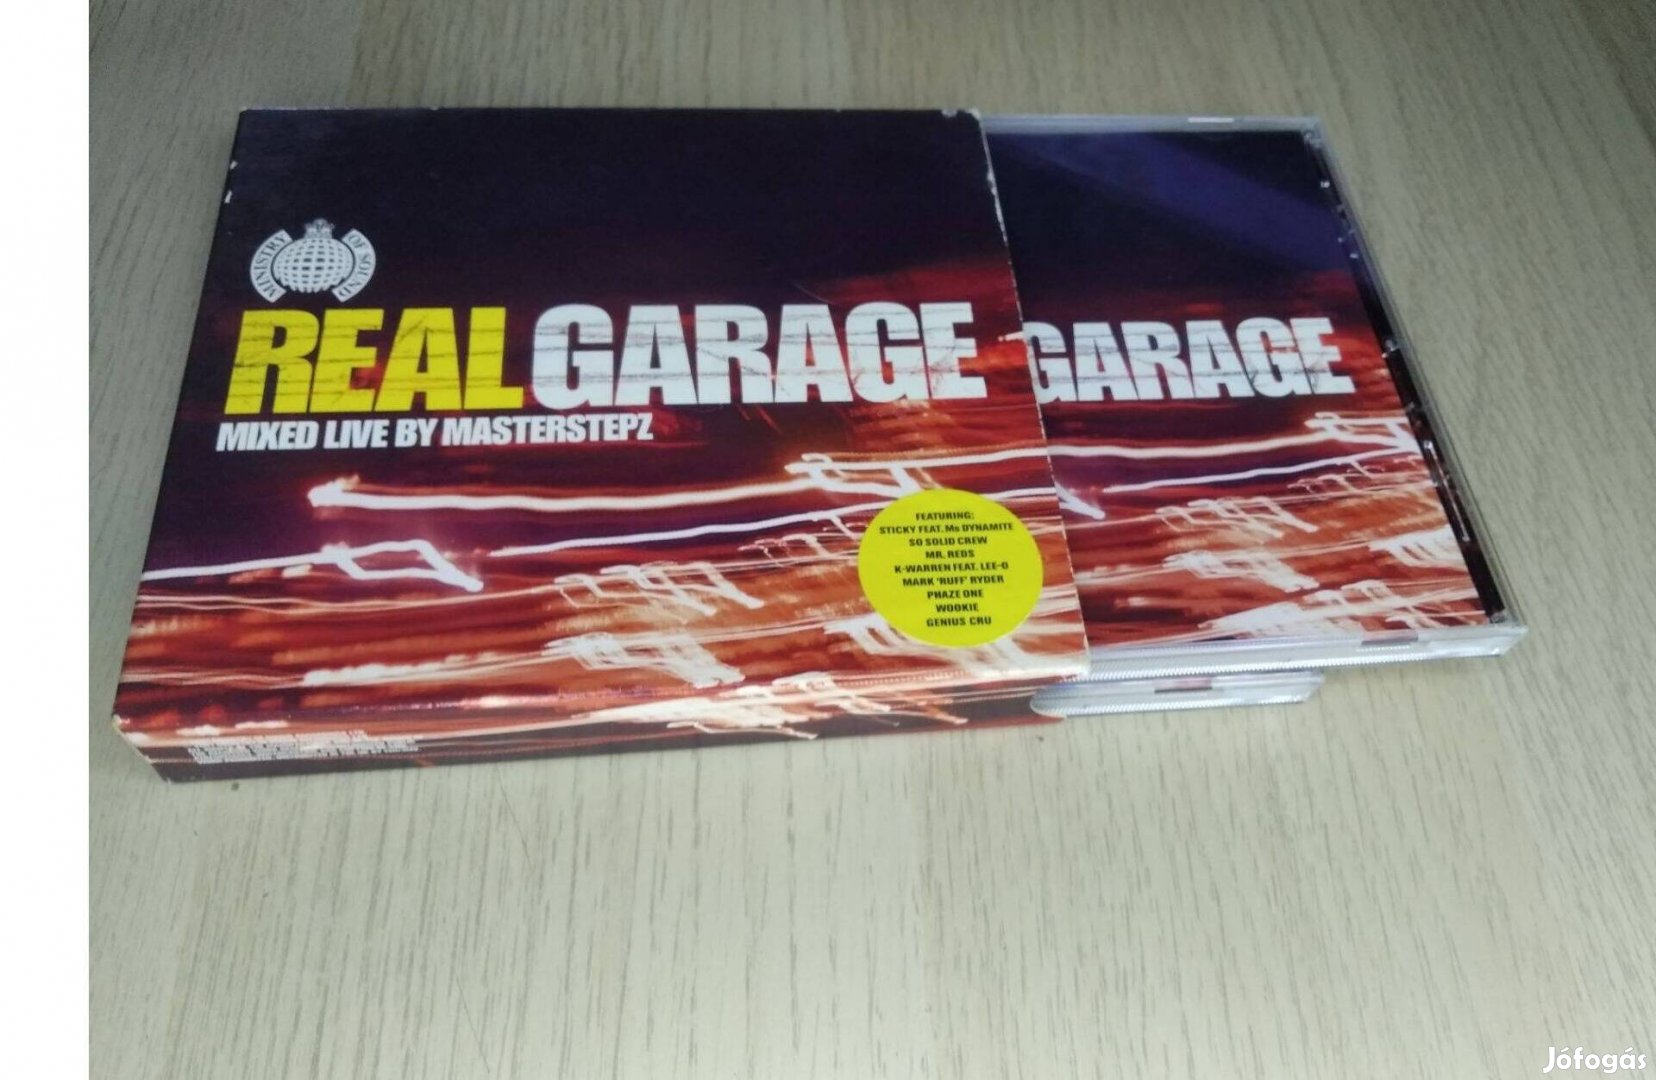 MINISTRY OF SOUND
REAL GARAGE
MIXED LIVE BY MASTERSTEPZ
FEATURING:
STICKY FEAT. Ms DYNAMITE
SO SOLID CREW
MR. REDS
K-WARREN FEAT. LEE-O
MARK 'RUFF' RYDER
PHAZE ONE
WOOKIE
GENIUS CRU
GARAGE
Jófogás